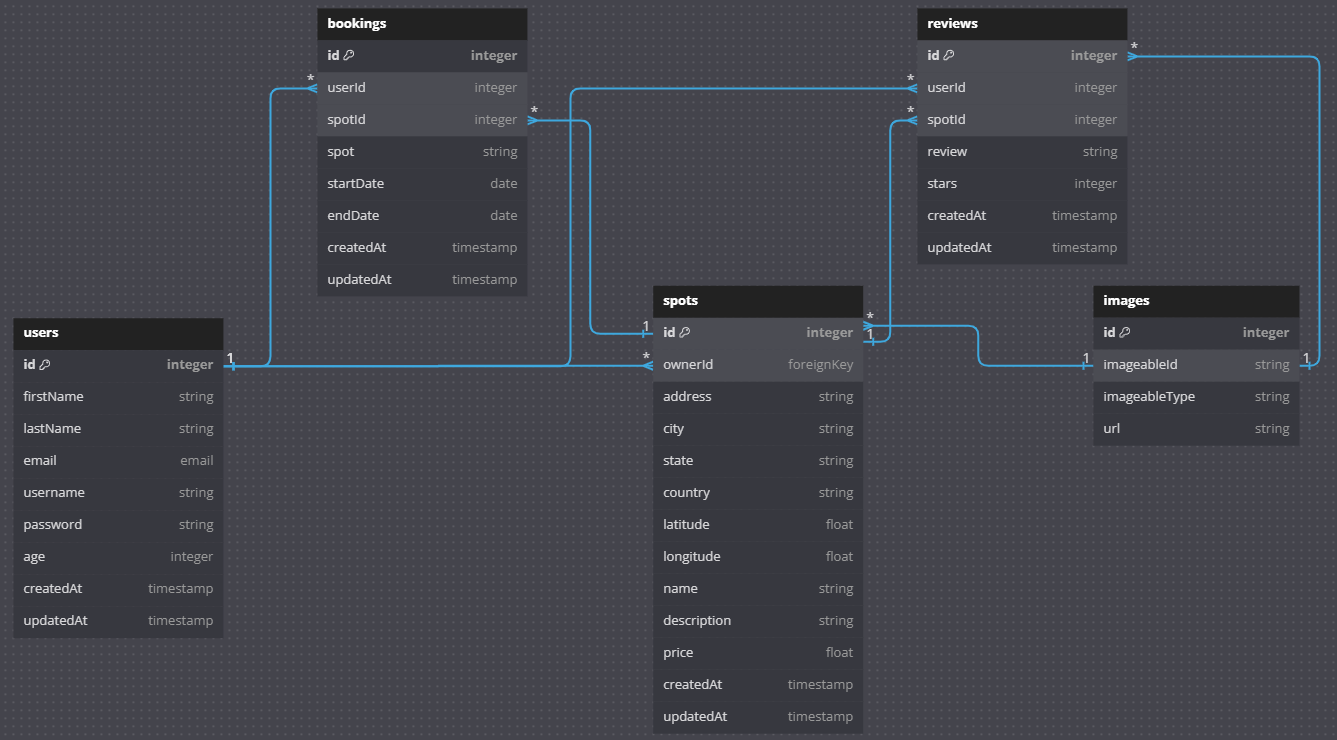 bookings
id integer
userId integer
spotId integer
spot string
startDate date
endDate date
createdAt timestamp
updatedAt timestamp
reviews
id integer
userId integer
spotId integer
review string
stars integer
createdAt timestamp
updatedAt timestamp
users
id integer
firstName string
lastName string
email email
username string
password string
age integer
createdAt timestamp
updatedAt timestamp
spots
id integer
ownerId foreignKey
address string
city string
state string
country string
latitude float
longitude float
name string
description string
price float
createdAt timestamp
updatedAt timestamp
images
id integer
imageableId string
imageableType string
url string
*
*
*
*
*
1
*
1
*
1
1
1